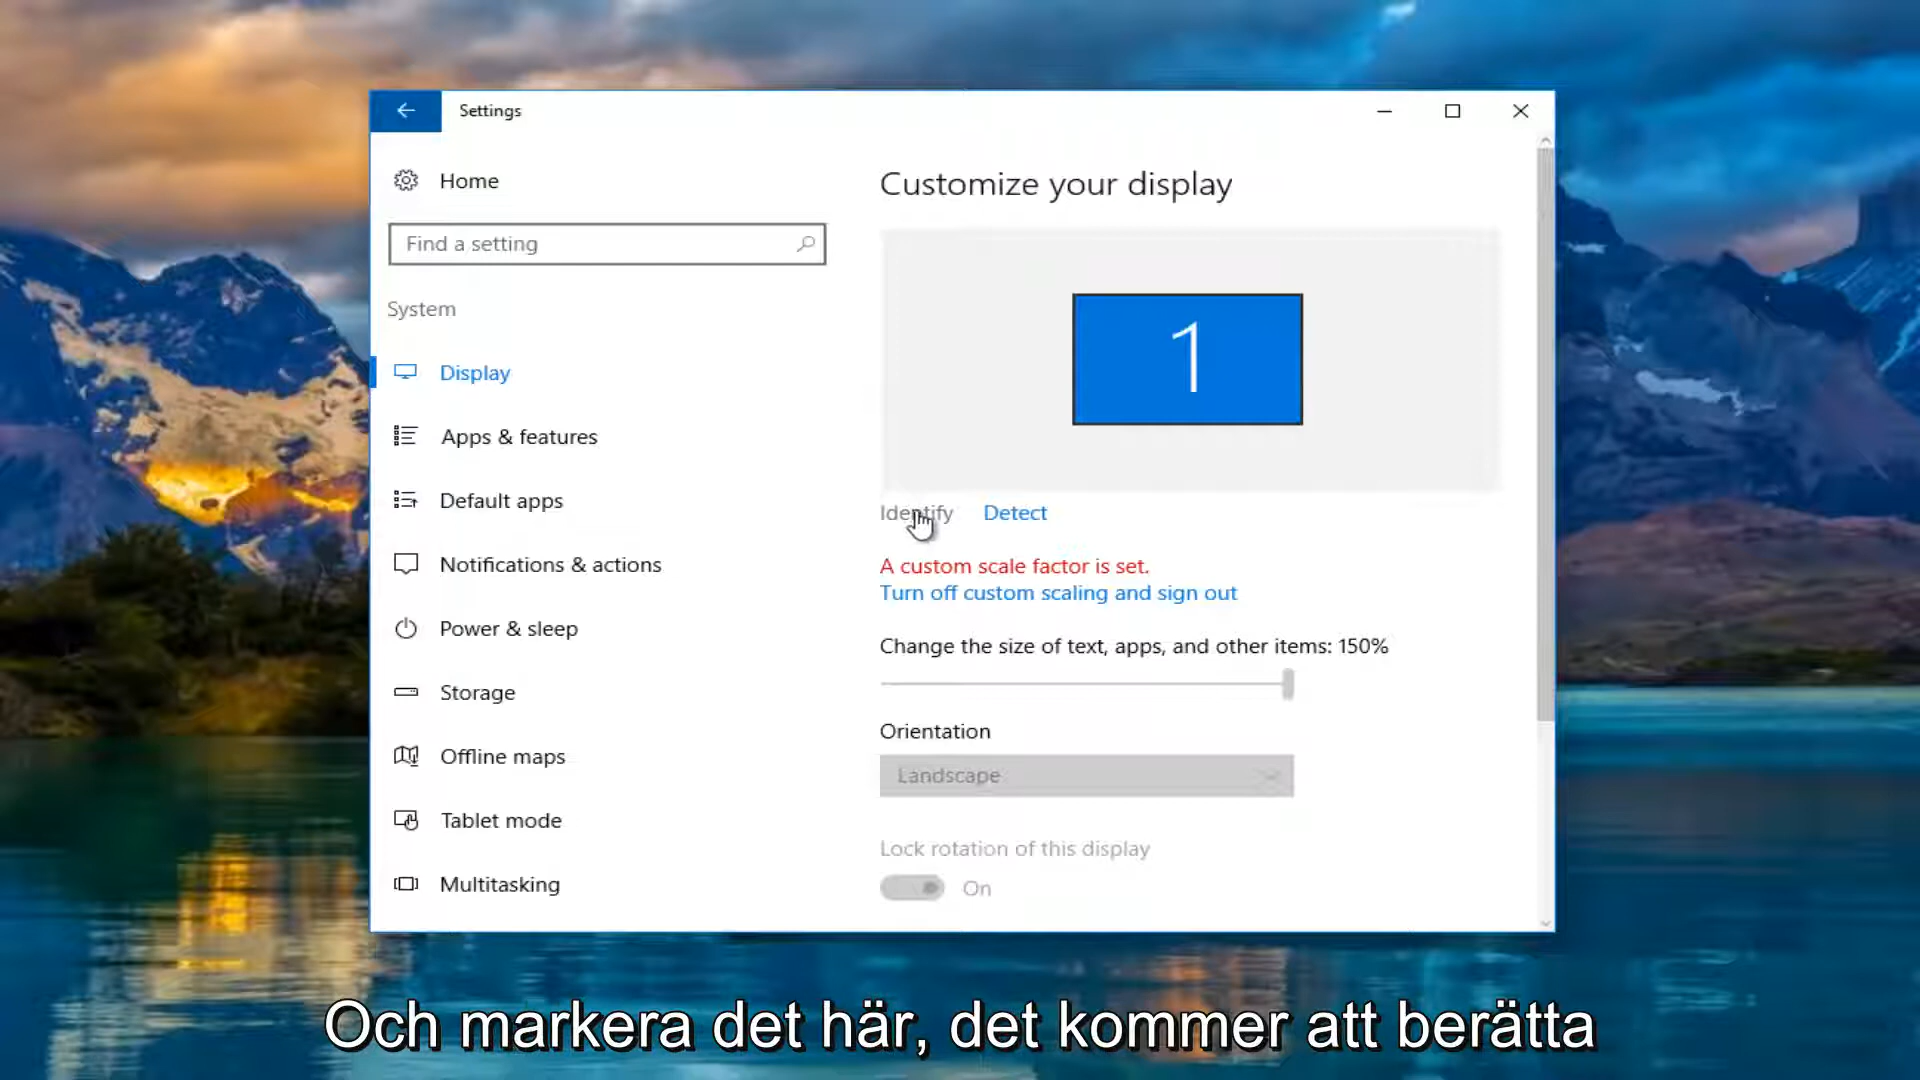 Settings
Home
Find a setting
System
Display
Apps & features
Default apps
Notifications & actions
Power & sleep
Storage
Offline maps
Tablet mode
Multitasking
Customize your display
1
Identify Detect
A custom scale factor is set.
Turn off custom scaling and sign out
Change the size of text, apps, and other items: 150%
Orientation
Landscape
Lock rotation of this display
On
Och markera det här, det kommer att berätta